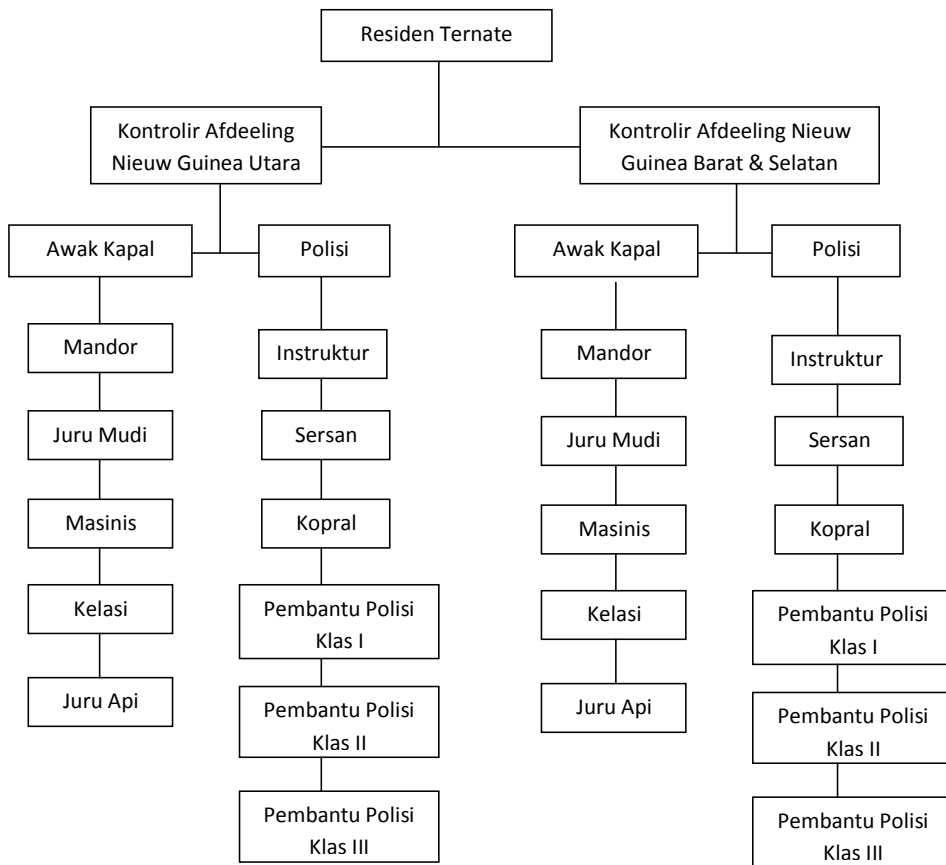 Residen Ternate
Kontrolir Afdeeling
Nieuw Guinea Utara
Kontrolir Afdeeling Nieuw
Guinea Barat & Selatan
Awak Kapal
Polisi
Awak Kapal
Polisi
Mandor
Instruktur
Mandor
Instruktur
Juru Mudi
Sersan
Juru Mudi
Sersan
Masinis
Kopral
Masinis
Kopral
Kelasi
Pembantu Polisi
Klas I
Kelasi
Pembantu Polisi
Klas I
Juru Api
Pembantu Polisi
Klas II
Juru Api
Pembantu Polisi
Klas II
Pembantu Polisi
Klas III
Pembantu Polisi
Klas III